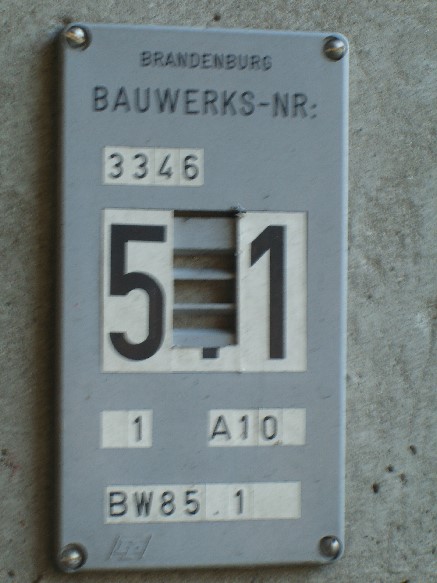 BRANDENBURG
BAUWERKS-NR:
3346
5 1
1 A10
BW85.1